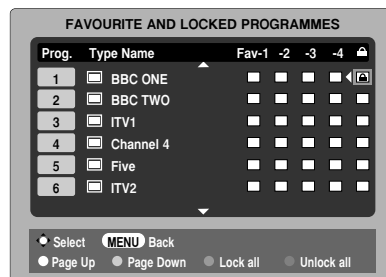 FAVOURITE AND LOCKED PROGRAMMES
Prog. Type Name Fav-1 -2 -3 -4
1 BBC ONE
2 BBC TWO
3 ITV1
4 Channel 4
5 Five
6 ITV2
Select MENU Back
Page Up Page Down Lock all Unlock all